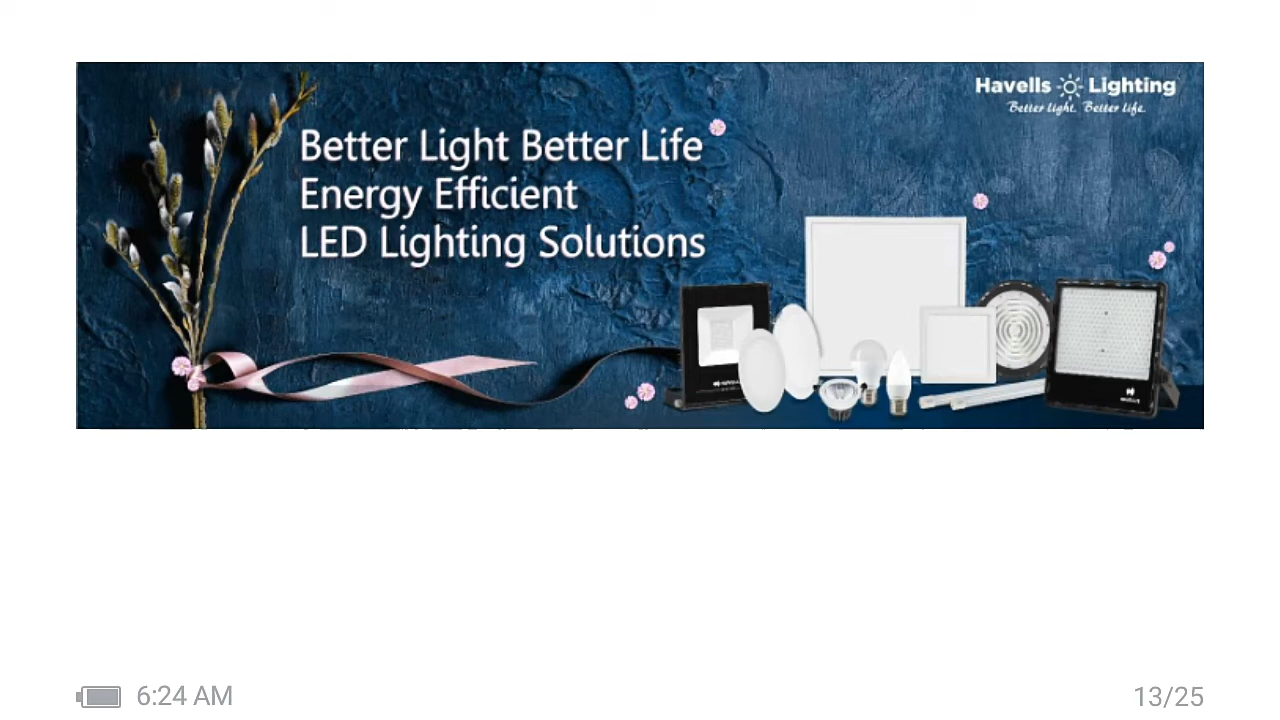 Havells Lighting
Better light. Better life.
Better Light Better Life
Energy Efficient
LED Lighting Solutions
6:24 AM
13/25